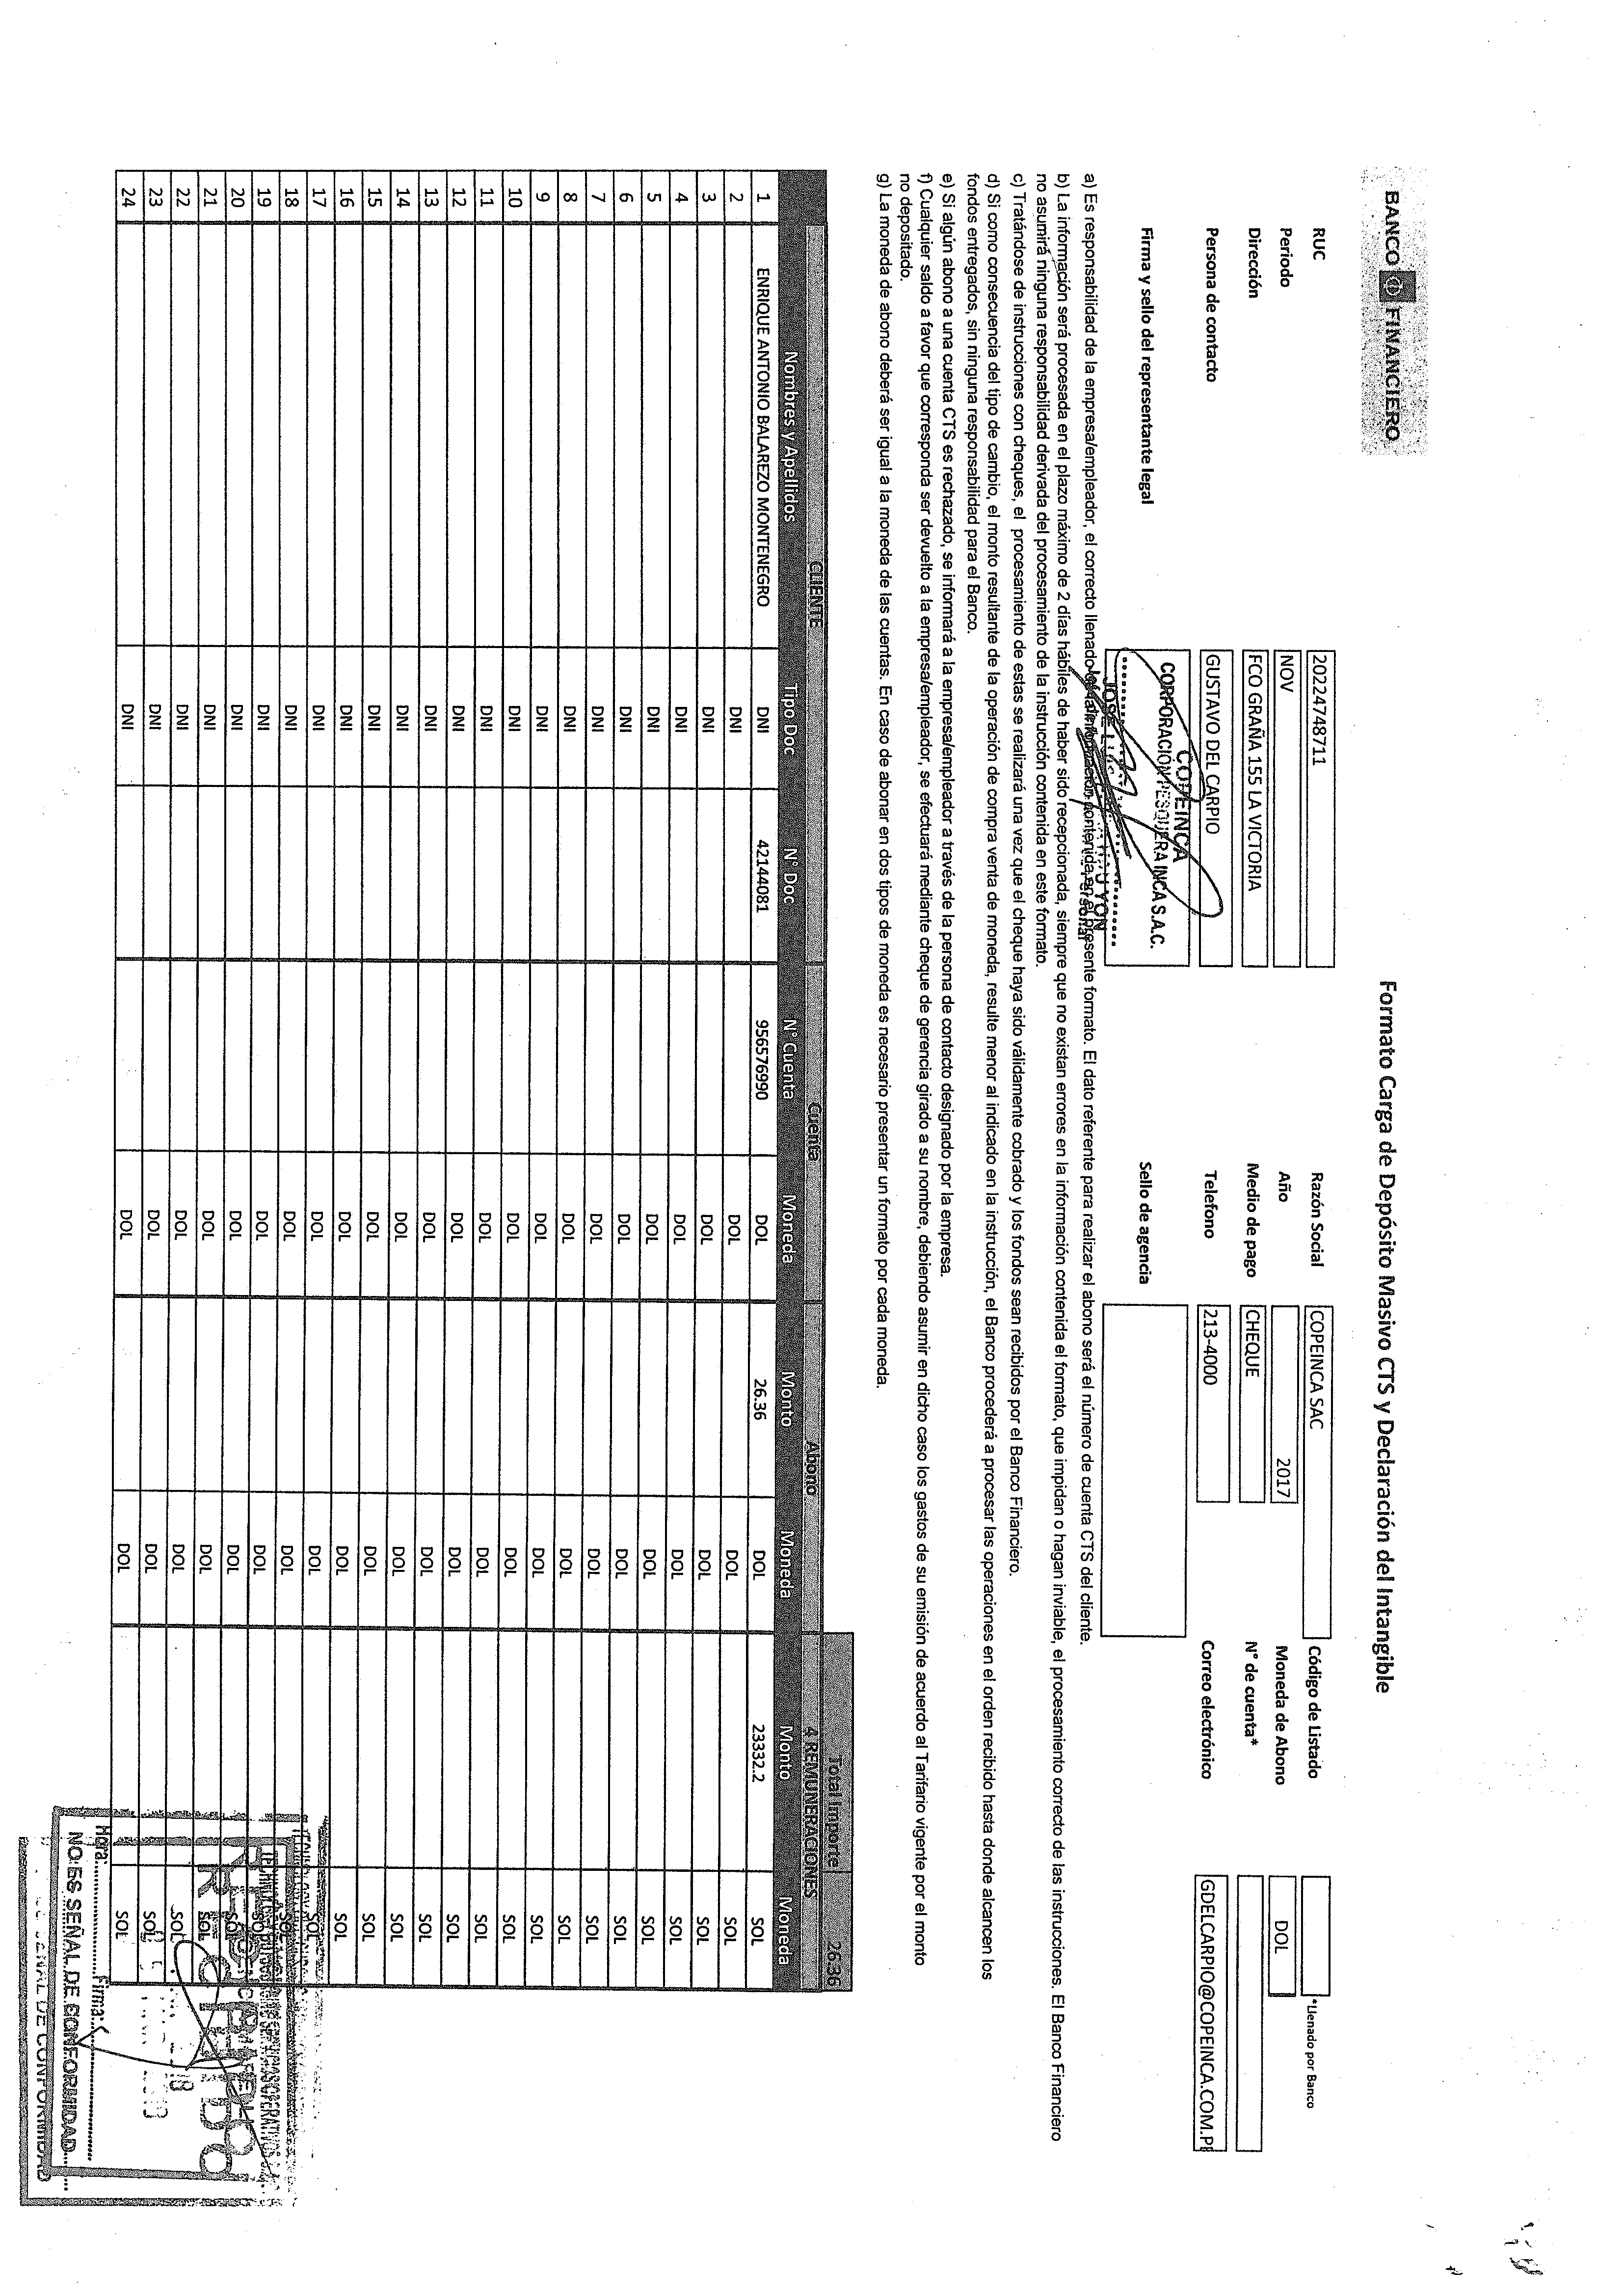 BANCO FINANCIERO
Formato Carga de Depósito Masivo CTS y Declaración del Intangible
RUC 20224748711 Razón Social COPEINCA SAC Código de Listado *Llenado por Banco
Periodo NOV Año 2017 Moneda de Abono DOL
Dirección FCO GRAÑA 155 LA VICTORIA Medio de pago CHEQUE N° de cuenta*
Persona de contacto GUSTAVO DEL CARPIO Telefono 213-4000 Correo electrónico GDELCARPIO@COPEINCA.COM.PE
Firma y sello del representante legal Sello de agencia
COPEINCA
CORPORACIÓN PESQUERA INCA S.A.C.
a) Es responsabilidad de la empresa/empleador, el correcto llenado de la información contenida en el presente formato. El dato referente para realizar el abono será el número de cuenta CTS del cliente.
b) La información será procesada en el plazo máximo de 2 días hábiles de haber sido recepcionada, siempre que no existan errores en la información contenida el formato, que impidan o hagan inviable, el procesamiento correcto de las instrucciones. El Banco Financiero
no asumirá ninguna responsabilidad derivada del procesamiento de la instrucción contenida en este formato.
c) Tratándose de instrucciones con cheques, el procesamiento de estas se realizará una vez que el cheque haya sido válidamente cobrado y los fondos sean recibidos por el Banco Financiero.
d) Si como consecuencia del tipo de cambio, el monto resultante de la operación de compra venta de moneda, resulte menor al indicado en la instrucción, el Banco procederá a procesar las operaciones en el orden recibido hasta donde alcancen los
fondos entregados, sin ninguna responsabilidad para el Banco.
e) Si algún abono a una cuenta CTS es rechazado, se informará a la empresa/empleador a través de la persona de contacto designado por la empresa.
f) Cualquier saldo a favor que corresponda ser devuelto a la empresa/empleador, se efectuará mediante cheque de gerencia girado a su nombre, debiendo asumir en dicho caso los gastos de su emisión de acuerdo al Tarifario vigente por el monto
no depositado.
g) La moneda de abono deberá ser igual a la moneda de las cuentas. En caso de abonar en dos tipos de moneda es necesario presentar un formato por cada moneda.
Total Importe 26.36
CLIENTE Cuenta Abono 4 REMUNERACIONES
Nombres y Apellidos Tipo Doc N° Doc N° Cuenta Moneda Monto Moneda Monto Moneda
1 ENRIQUE ANTONIO BALAREZO MONTENEGRO DNI 42144081 956576990 DOL 26.36 DOL 23332.2 SOL
2 DNI DOL DOL SOL
3 DNI DOL DOL SOL
4 DNI DOL DOL SOL
5 DNI DOL DOL SOL
6 DNI DOL DOL SOL
7 DNI DOL DOL SOL
8 DNI DOL DOL SOL
9 DNI DOL DOL SOL
10 DNI DOL DOL SOL
11 DNI DOL DOL SOL
12 DNI DOL DOL SOL
13 DNI DOL DOL SOL
14 DNI DOL DOL SOL
15 DNI DOL DOL SOL
16 DNI DOL DOL SOL
17 DNI DOL DOL SOL
18 DNI DOL DOL SOL
19 DNI DOL DOL SOL
20 DNI DOL DOL SOL
21 DNI DOL DOL SOL
22 DNI DOL DOL SOL
23 DNI DOL DOL SOL
24 DNI DOL DOL SOL
RECIBIDO
Hora: Firma:
NO ES SEÑAL DE CONFORMIDAD